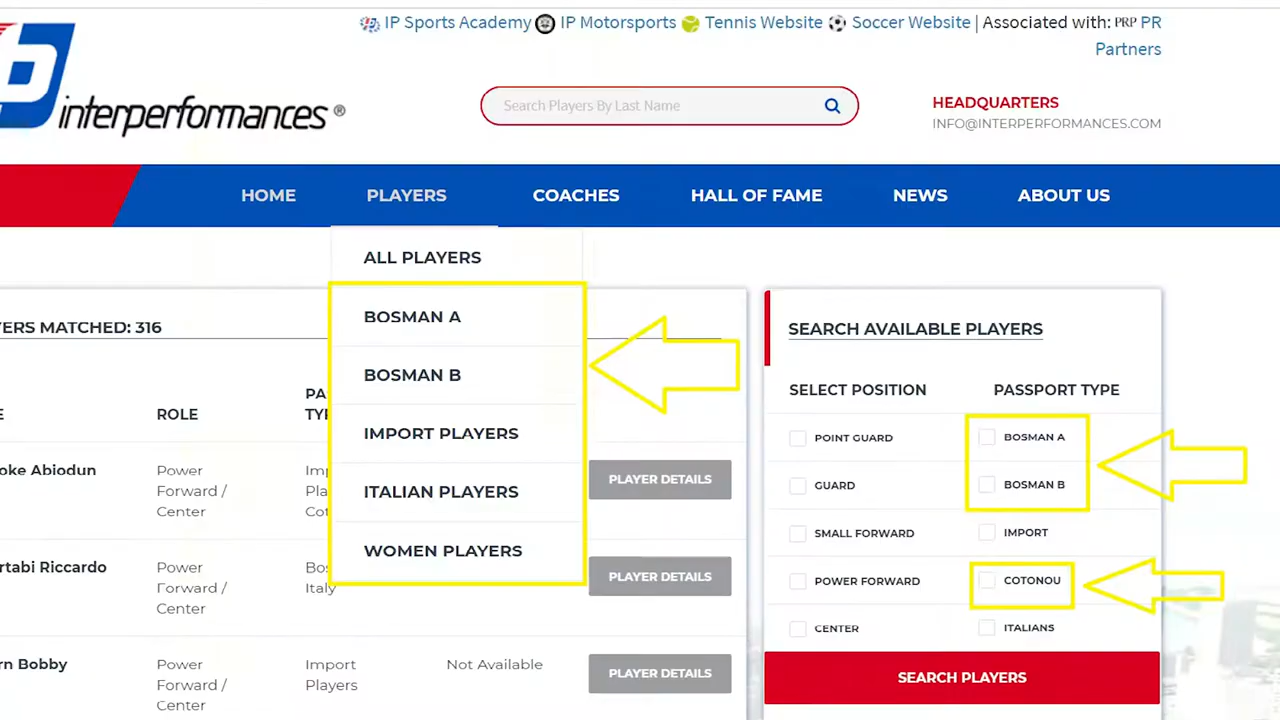 IP Sports Academy IP Motorsports Tennis Website Soccer Website | Associated with: PRP PR
Partners
interperformances ®
Search Players By Last Name
HEADQUARTERS
INFO@INTERPERFORMANCES.COM
HOME PLAYERS COACHES HALL OF FAME NEWS ABOUT US
ALL PLAYERS
BOSMAN A
BOSMAN B
IMPORT PLAYERS
ITALIAN PLAYERS
WOMEN PLAYERS
YERS MATCHED: 316
ROLE
oke Abiodun
Power
Forward /
Center
PLAYER DETAILS
rtabi Riccardo
Power
Forward /
Center
Italy
PLAYER DETAILS
rn Bobby
Power
Forward /
Center
Import
Players
Not Available
PLAYER DETAILS
SEARCH AVAILABLE PLAYERS
SELECT POSITION PASSPORT TYPE
POINT GUARD BOSMAN A
GUARD BOSMAN B
SMALL FORWARD IMPORT
POWER FORWARD COTONOU
CENTER ITALIANS
SEARCH PLAYERS